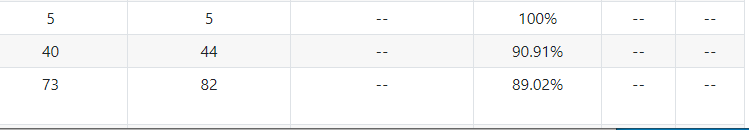 5 5 -- 100% -- --
40 44 -- 90.91% -- --
73 82 -- 89.02% -- --